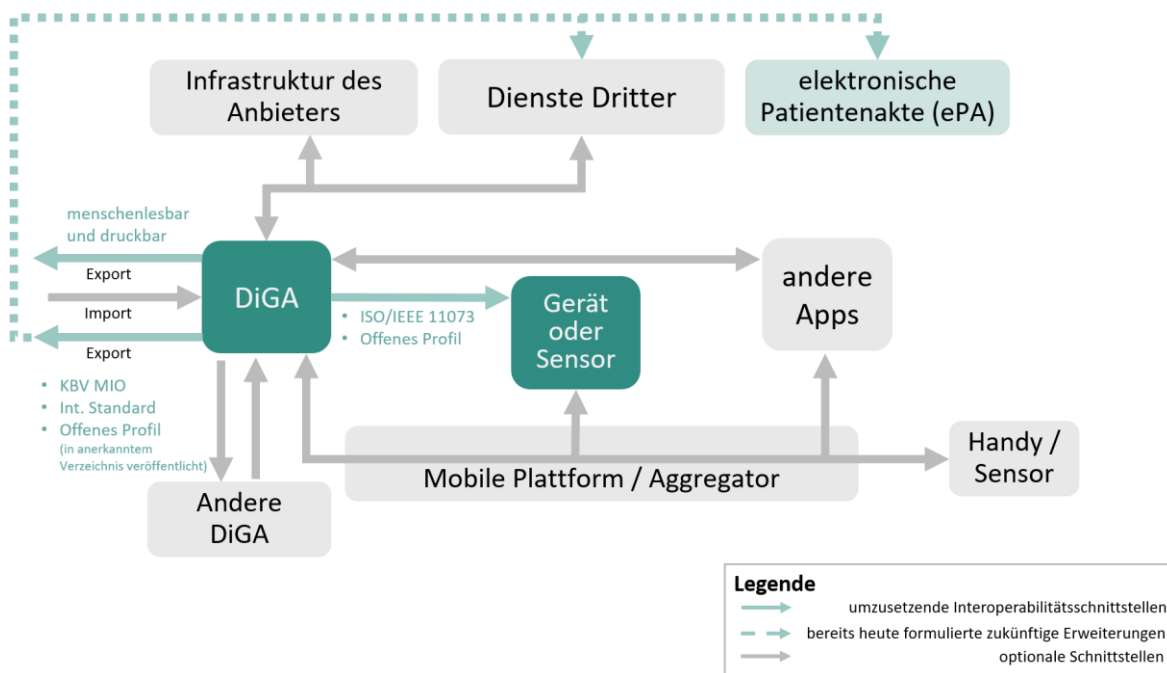 Infrastruktur des
Anbieters
Dienste Dritter
elektronische
Patientenakte (ePA)
menschenlesbar
und druckbar
Export
Import
Export
DiGA
• ISO/IEEE 11073
• Offenes Profil
Gerät
oder
Sensor
andere
Apps
• KBV MIO
• Int. Standard
• Offenes Profil
(in anerkanntem
Verzeichnis veröffentlicht)
Mobile Plattform / Aggregator
Handy /
Sensor
Andere
DiGA
Legende
umzusetzende Interoperabilitätsschnittstellen
bereits heute formulierte zukünftige Erweiterungen
optionale Schnittstellen